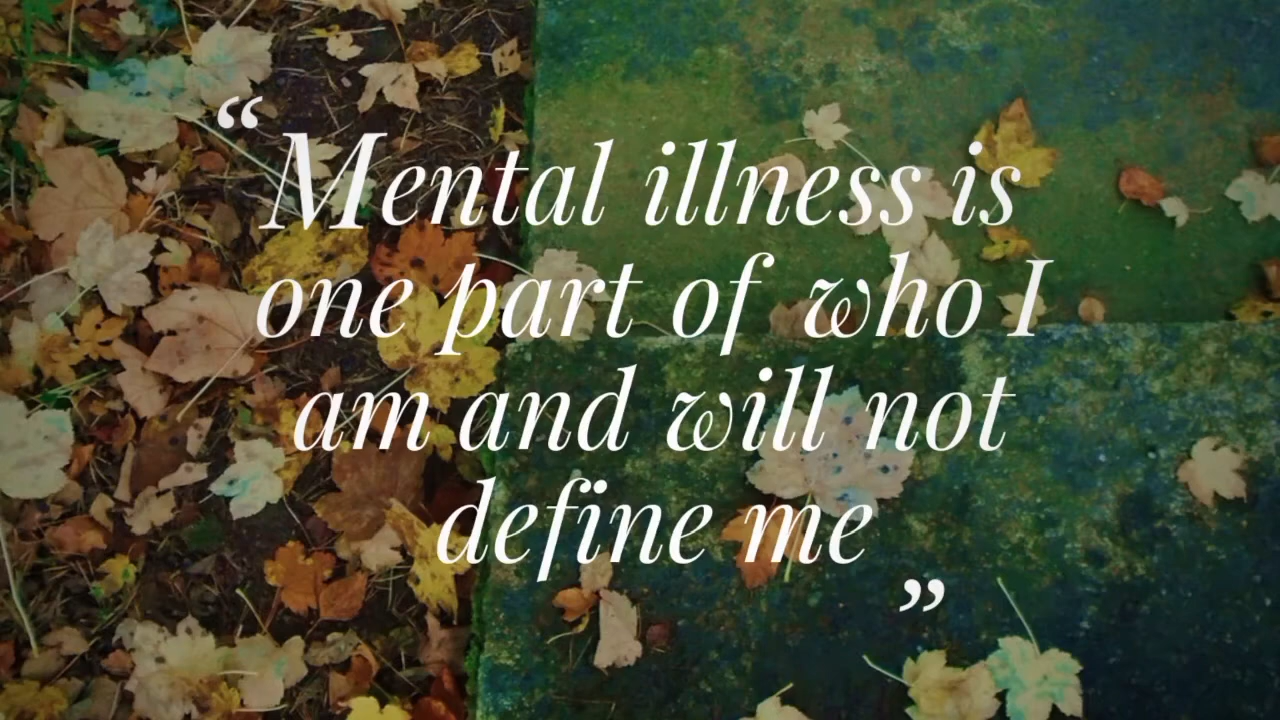 “Mental illness is
one part of who I
am and will not
define me”